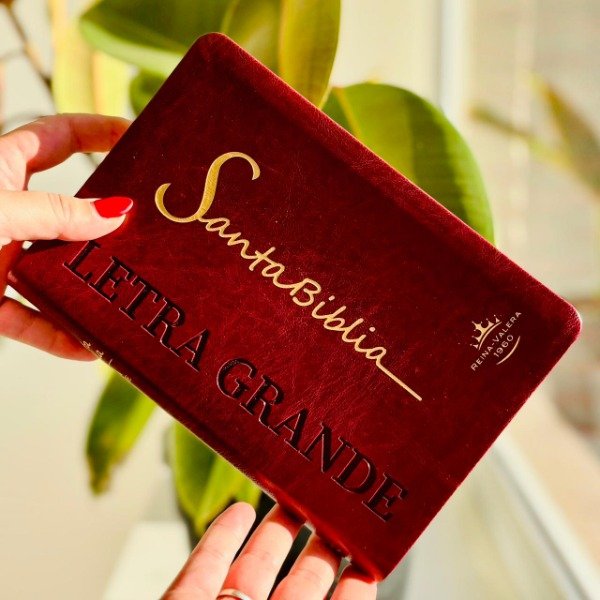 Santa Biblia
LETRA GRANDE
REINA-VALERA
1960